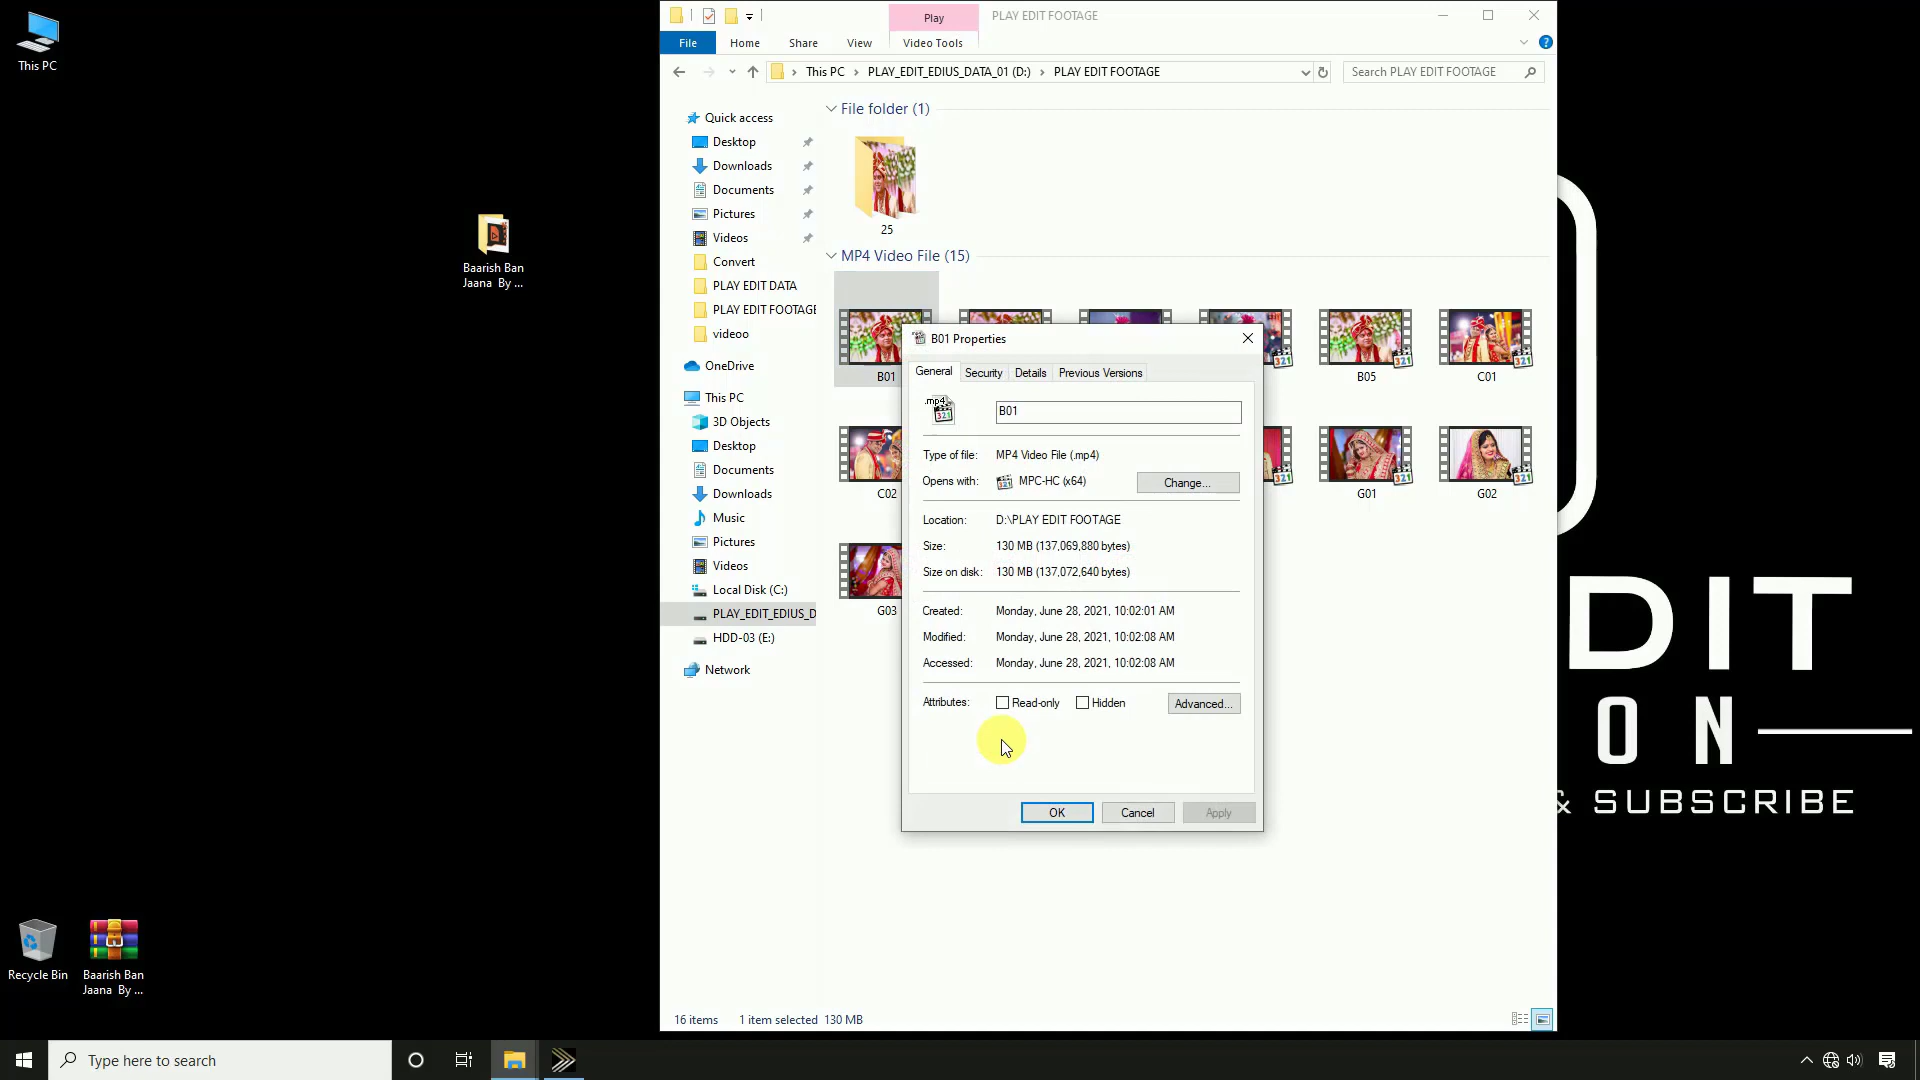 This PC
Baarish Ban
Jaana By ...
Recycle Bin
Baarish Ban
Jaana By ...
Play
PLAY EDIT FOOTAGE
File
Home
Share
View
Video Tools
This PC
PLAY_EDIT_EDIUS_DATA_01 (D:)
PLAY EDIT FOOTAGE
Search PLAY EDIT FOOTAGE
Quick access
Desktop
Downloads
Documents
Pictures
Videos
Convert
PLAY EDIT DATA
PLAY EDIT FOOTAGE
videoo
OneDrive
This PC
3D Objects
Desktop
Documents
Downloads
Music
Pictures
Videos
Local Disk (C:)
PLAY_EDIT_EDIUS_D
HDD-03 (E:)
Network
File folder (1)
25
MP4 Video File (15)
B01
B05
C01
C02
G01
G02
G03
B01 Properties
General
Security
Details
Previous Versions
.mp4
321
B01
Type of file:
MP4 Video File (.mp4)
Opens with:
MPC-HC (x64)
Change...
Location:
D:\PLAY EDIT FOOTAGE
Size:
130 MB (137,069,880 bytes)
Size on disk:
130 MB (137,072,640 bytes)
Created:
Monday, June 28, 2021, 10:02:01 AM
Modified:
Monday, June 28, 2021, 10:02:08 AM
Accessed:
Monday, June 28, 2021, 10:02:08 AM
Attributes:
Read-only
Hidden
Advanced...
OK
Cancel
Apply
16 items
1 item selected 130 MB
DIT
ON
& SUBSCRIBE
Type here to search